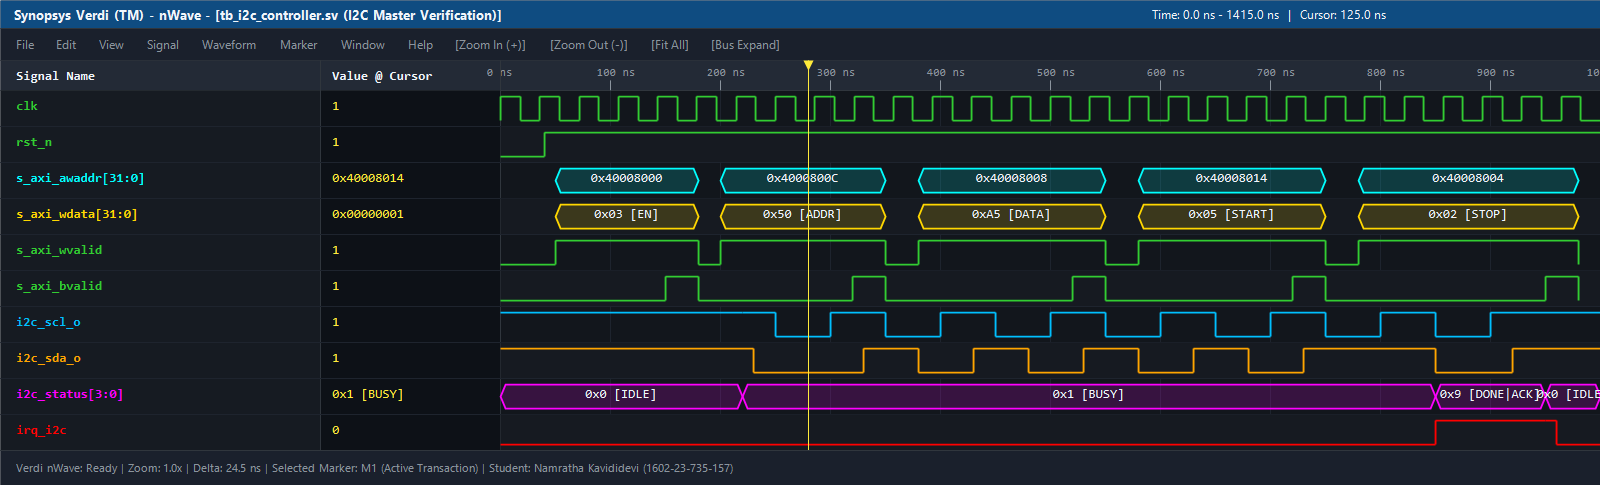 Synopsys Verdi (TM) - nWave - [tb_i2c_controller.sv (I2C Master Verification)] Time: 0.0 ns - 1415.0 ns | Cursor: 125.0 ns
File Edit View Signal Waveform Marker Window Help [Zoom In (+)] [Zoom Out (-)] [Fit All] [Bus Expand]
Signal Name Value @ Cursor 0 ns 100 ns 200 ns 300 ns 400 ns 500 ns 600 ns 700 ns 800 ns 900 ns 10
clk 1
rst_n 1
s_axi_awaddr[31:0] 0x40008014 0x40008000 0x4000800C 0x40008008 0x40008014 0x40008004
s_axi_wdata[31:0] 0x00000001 0x03 [EN] 0x50 [ADDR] 0xA5 [DATA] 0x05 [START] 0x02 [STOP]
s_axi_wvalid 1
s_axi_bvalid 1
i2c_scl_o 1
i2c_sda_o 1
i2c_status[3:0] 0x1 [BUSY] 0x0 [IDLE] 0x1 [BUSY] 0x9 [DONE|ACK] 0x0 [IDLE
irq_i2c 0
Verdi nWave: Ready | Zoom: 1.0x | Delta: 24.5 ns | Selected Marker: M1 (Active Transaction) | Student: Namratha Kavididevi (1602-23-735-157)